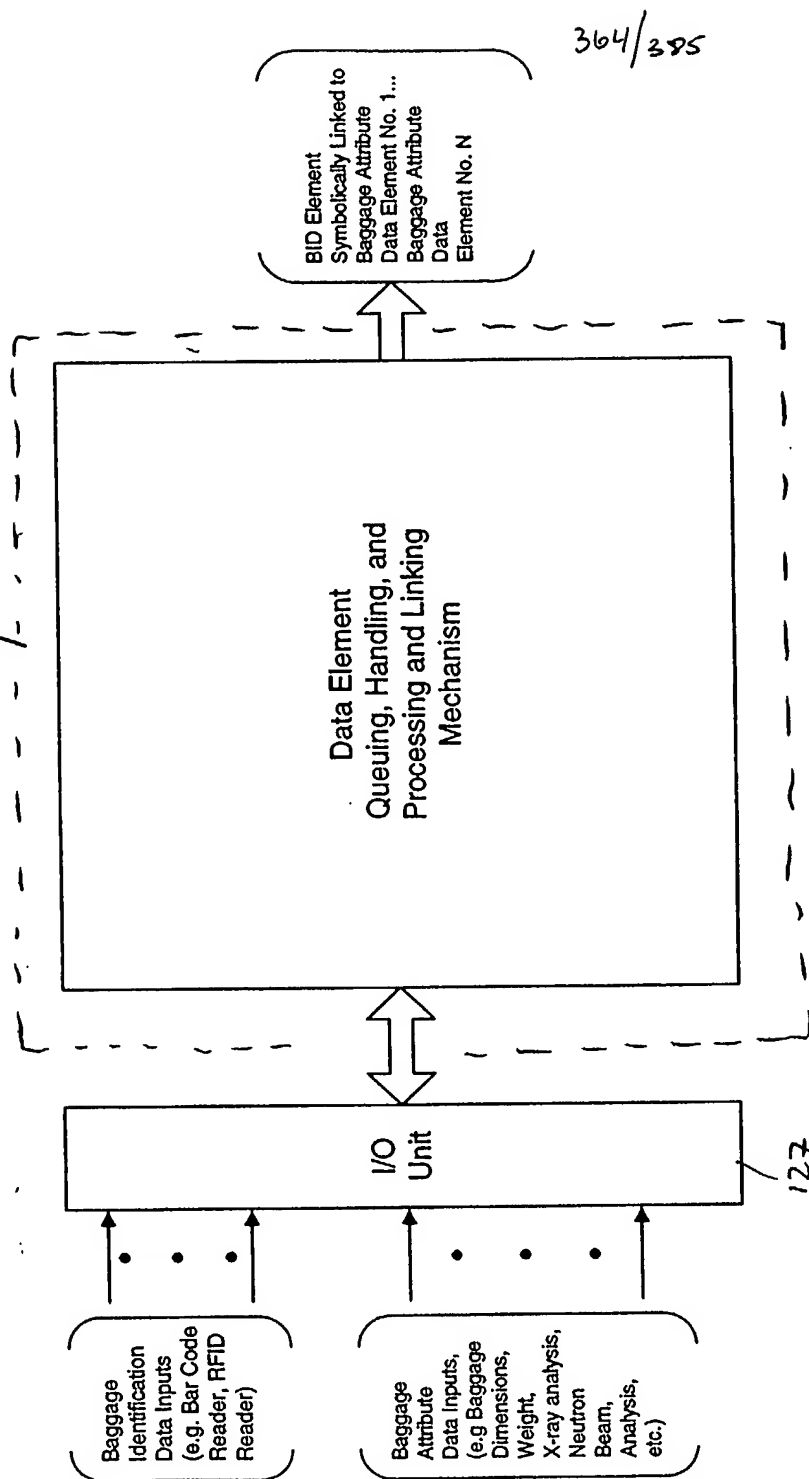 364/385
Baggage
Identification
Data Inputs
(e.g. Bar Code
Reader, RFID
Reader)
Baggage
Attribute
Data Inputs,
(e.g Baggage
Dimensions,
Weight,
X-ray analysis,
Neutron
Beam,
Analysis,
etc.)
I/O
Unit
127
Data Element
Queuing, Handling, and
Processing and Linking
Mechanism
BID Element
Symbolically Linked to
Baggage Attribute
Data Element No. 1...
Baggage Attribute
Data
Element No. N